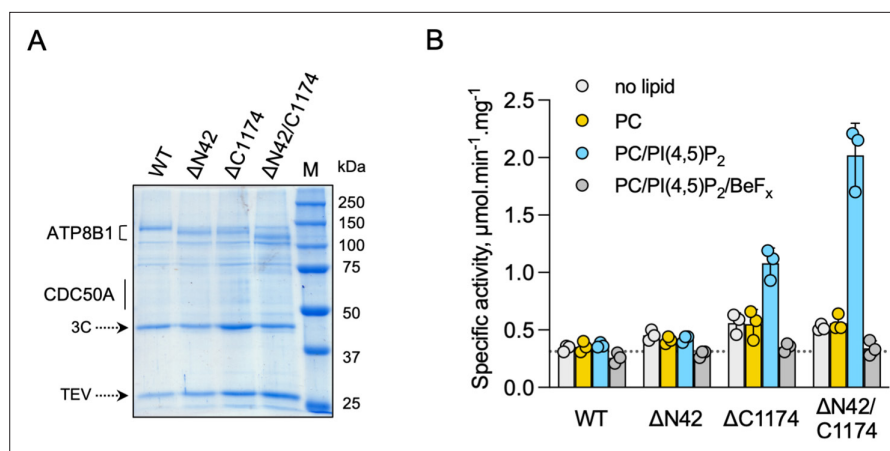 A
WT
ΔN42
ΔC1174
ΔN42/C1174
M
kDa
250
150
100
75
50
37
25
ATP8B1
CDC50A
3C
TEV
B
no lipid
PC
PC/PI(4,5)P₂
PC/PI(4,5)P₂/BeFₓ
Specific activity, μmol.min⁻¹.mg⁻¹
2.5
2.0
1.5
1.0
0.5
0.0
WT
ΔN42
ΔC1174
ΔN42/
C1174